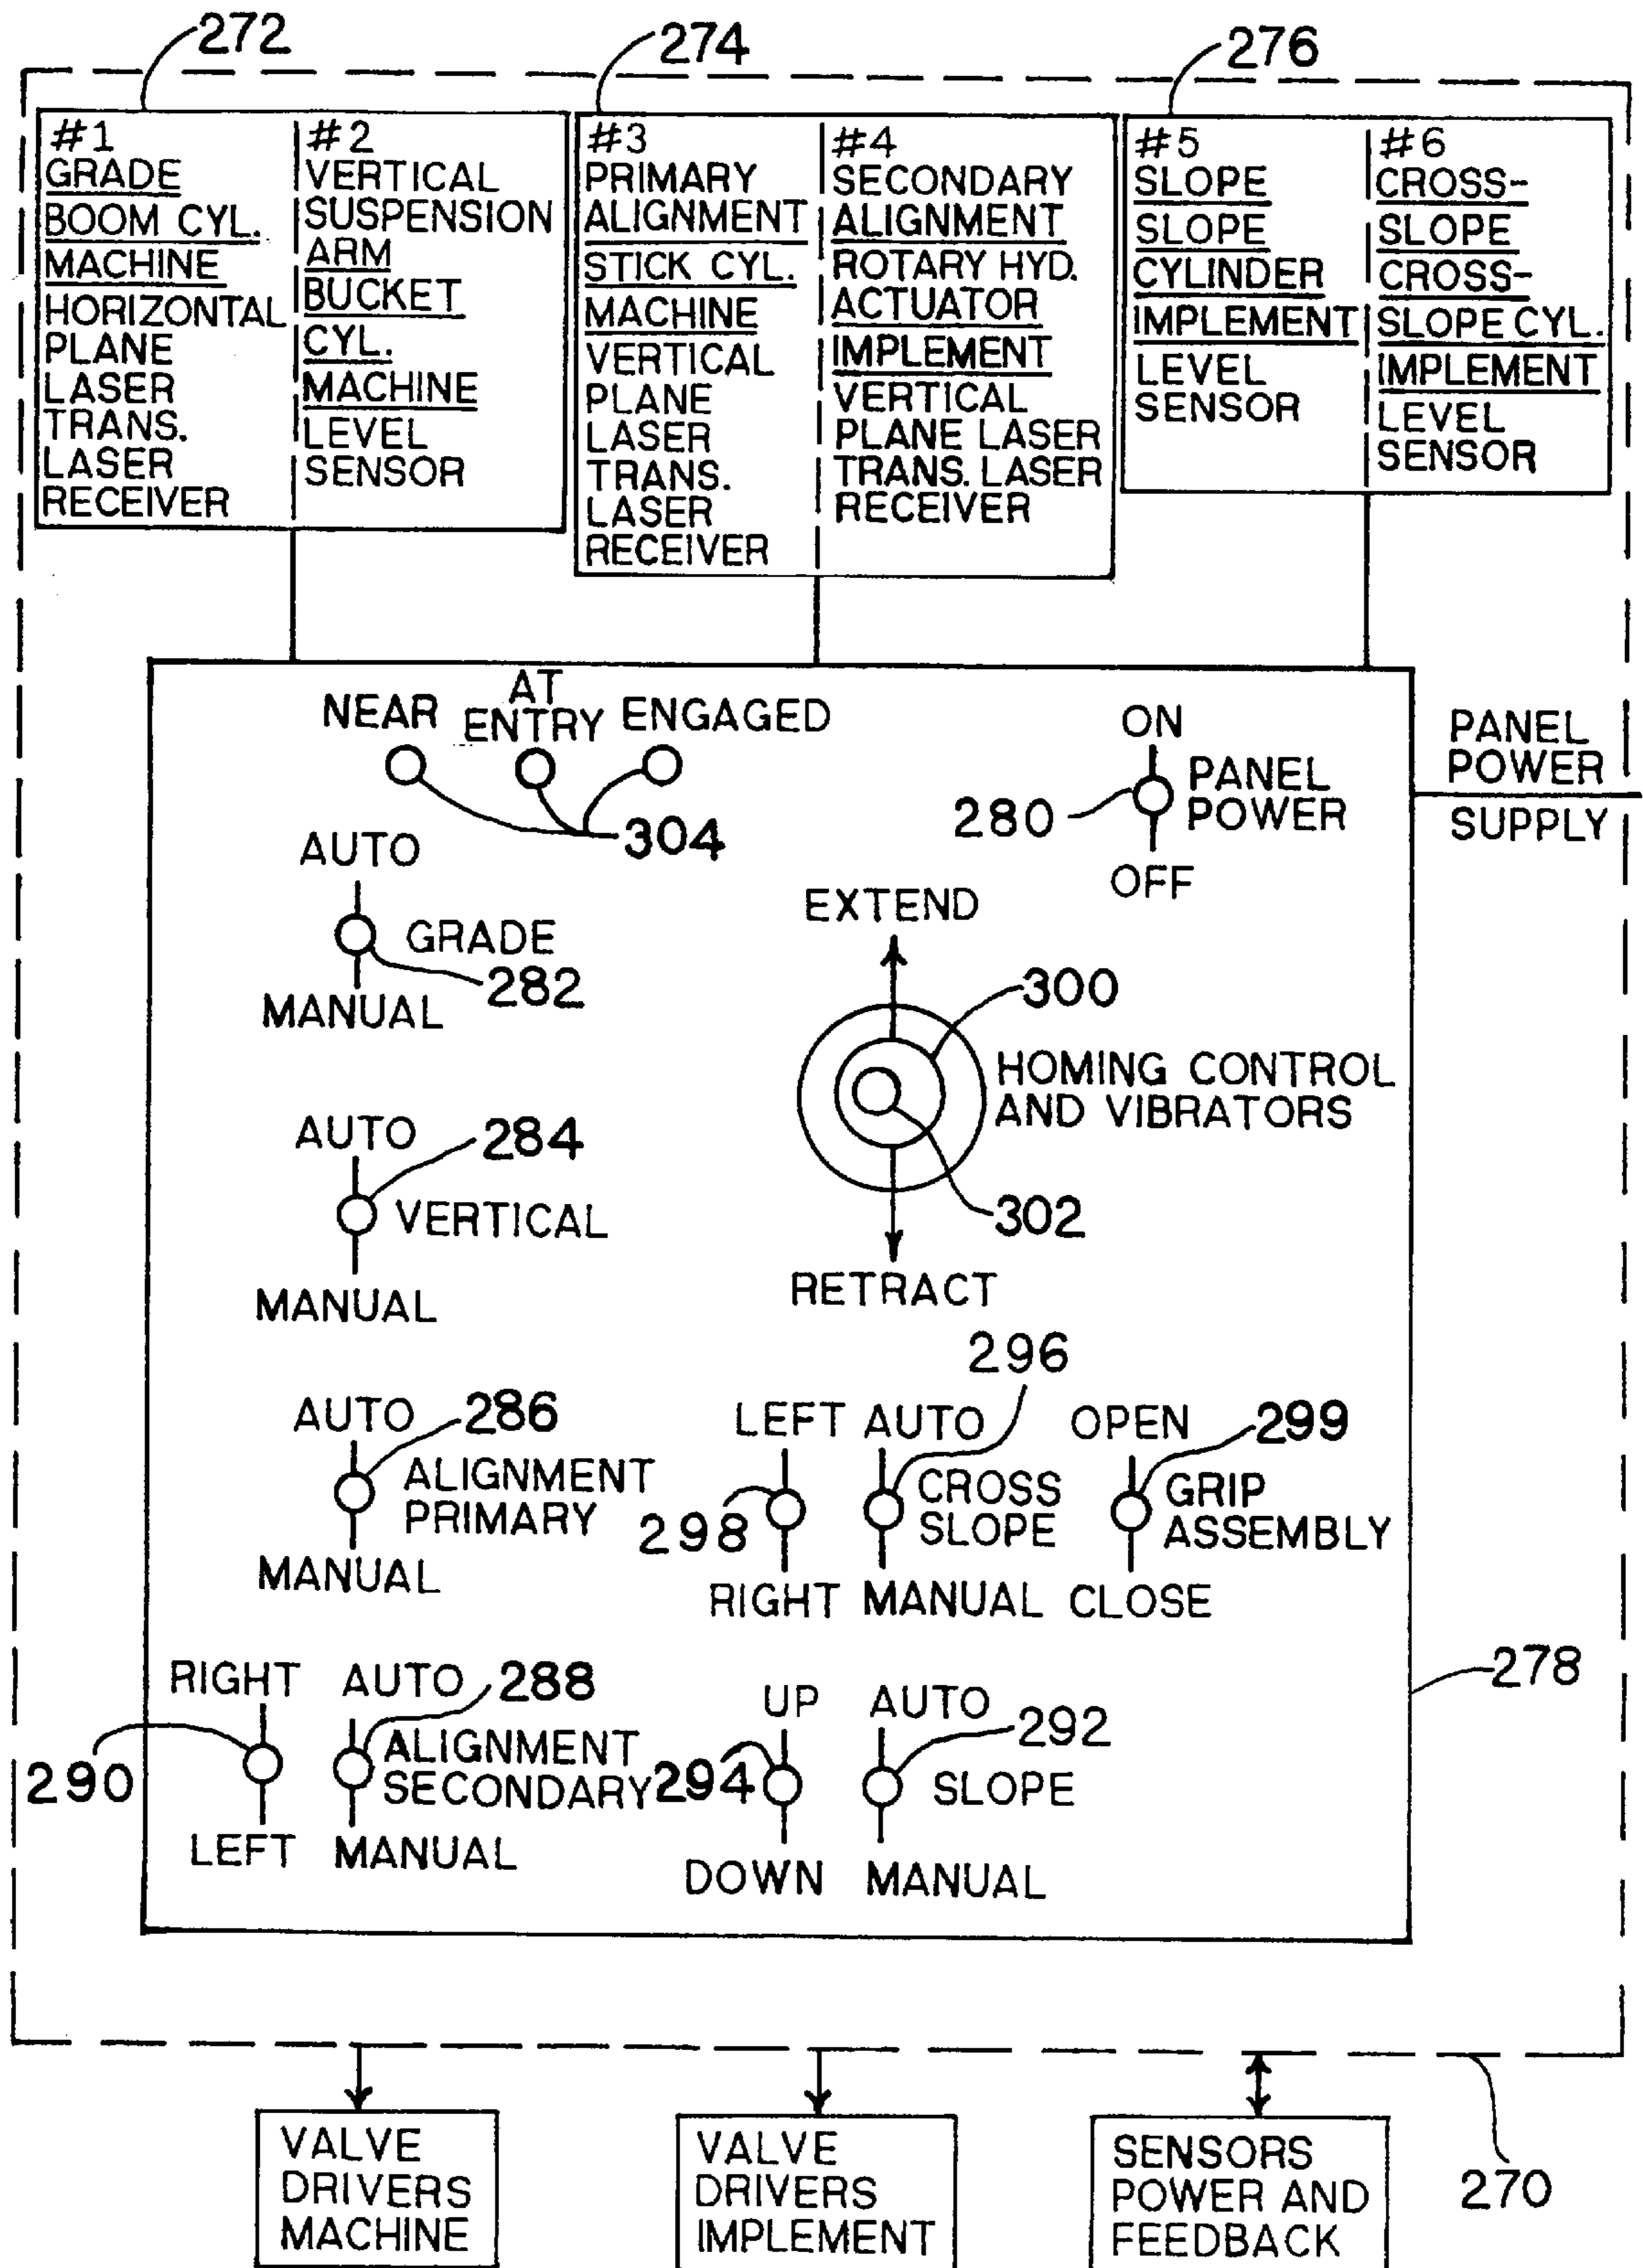 272
274
276
#1
GRADE
BOOM CYL.
MACHINE
HORIZONTAL
PLANE
LASER
TRANS.
LASER
RECEIVER
#2
VERTICAL
SUSPENSION
ARM
BUCKET
CYL.
MACHINE
LEVEL
SENSOR
#3
PRIMARY
ALIGNMENT
STICK CYL.
MACHINE
VERTICAL
PLANE
LASER
TRANS.
LASER
RECEIVER
#4
SECONDARY
ALIGNMENT
ROTARY HYD.
ACTUATOR
IMPLEMENT
VERTICAL
PLANE LASER
TRANS. LASER
RECEIVER
#5
SLOPE
SLOPE
CYLINDER
IMPLEMENT
LEVEL
SENSOR
#6
CROSS-
SLOPE
CROSS-
SLOPE CYL.
IMPLEMENT
LEVEL
SENSOR
NEAR
AT
ENTRY
ENGAGED
304
ON
PANEL
POWER
280
OFF
PANEL
POWER
SUPPLY
AUTO
GRADE
282
MANUAL
EXTEND
300
HOMING CONTROL
AND VIBRATORS
302
RETRACT
AUTO
284
VERTICAL
MANUAL
AUTO
286
ALIGNMENT
PRIMARY
MANUAL
296
LEFT
AUTO
OPEN
299
298
CROSS
SLOPE
GRIP
ASSEMBLY
RIGHT
MANUAL
CLOSE
278
RIGHT
AUTO
288
290
ALIGNMENT
SECONDARY
LEFT
MANUAL
UP
AUTO
292
294
SLOPE
DOWN
MANUAL
VALVE
DRIVERS
MACHINE
VALVE
DRIVERS
IMPLEMENT
SENSORS
POWER AND
FEEDBACK
270